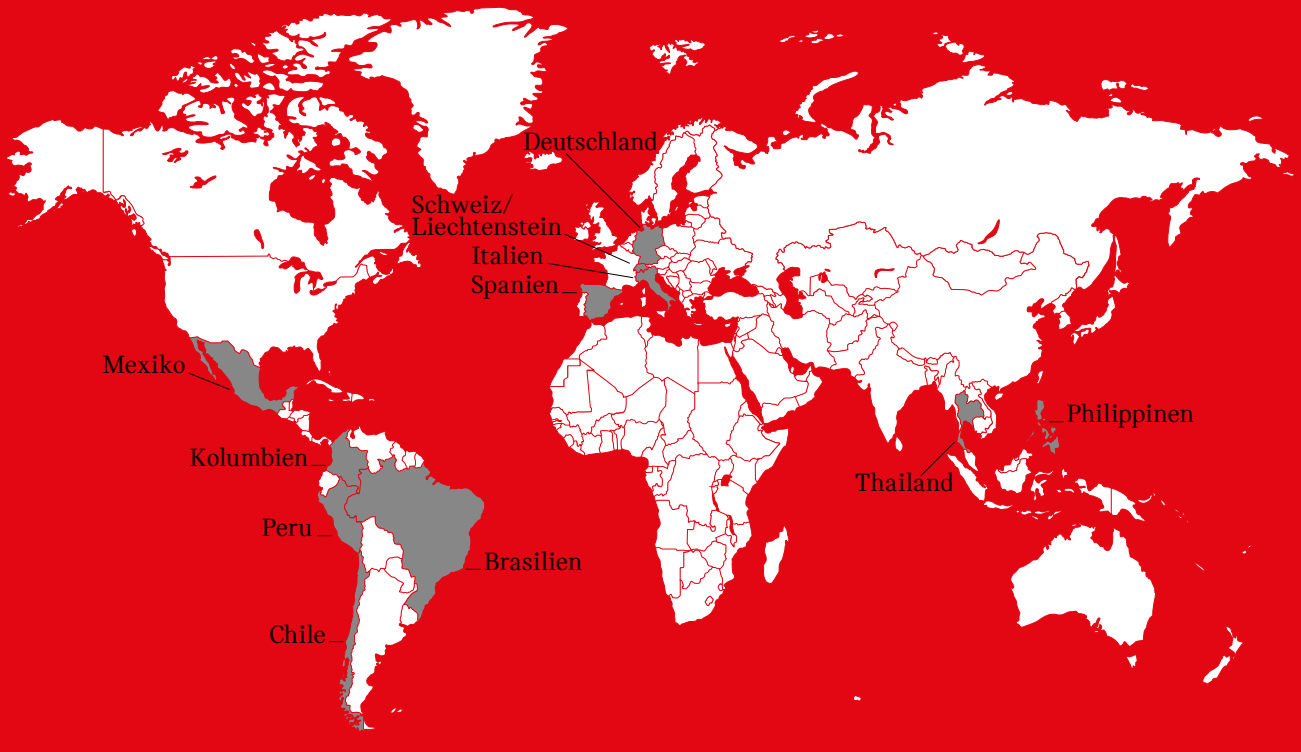 Deutschland
Schweiz/
Liechtenstein
Italien
Spanien
Mexiko
Philippinen
Kolumbien
Thailand
Peru
Brasilien
Chile